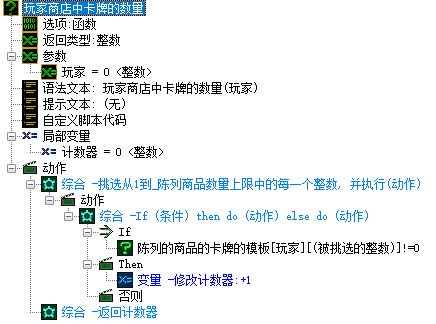 玩家商店中卡牌的数量
选项:函数
返回类型:整数
参数
玩家 = 0 <整数>
语法文本: 玩家商店中卡牌的数量(玩家)
提示文本: (无)
自定义脚本代码
局部变量
计数器 = 0 <整数>
动作
综合 -挑选从1到_陈列商品数量上限中的每一个整数, 并执行(动作)
动作
综合 -If (条件) then do (动作) else do (动作)
If
陈列的商品的卡牌的模板[玩家][(被挑选的整数)]!=0
Then
变量 -修改计数器:+1
否则
综合 -返回计数器